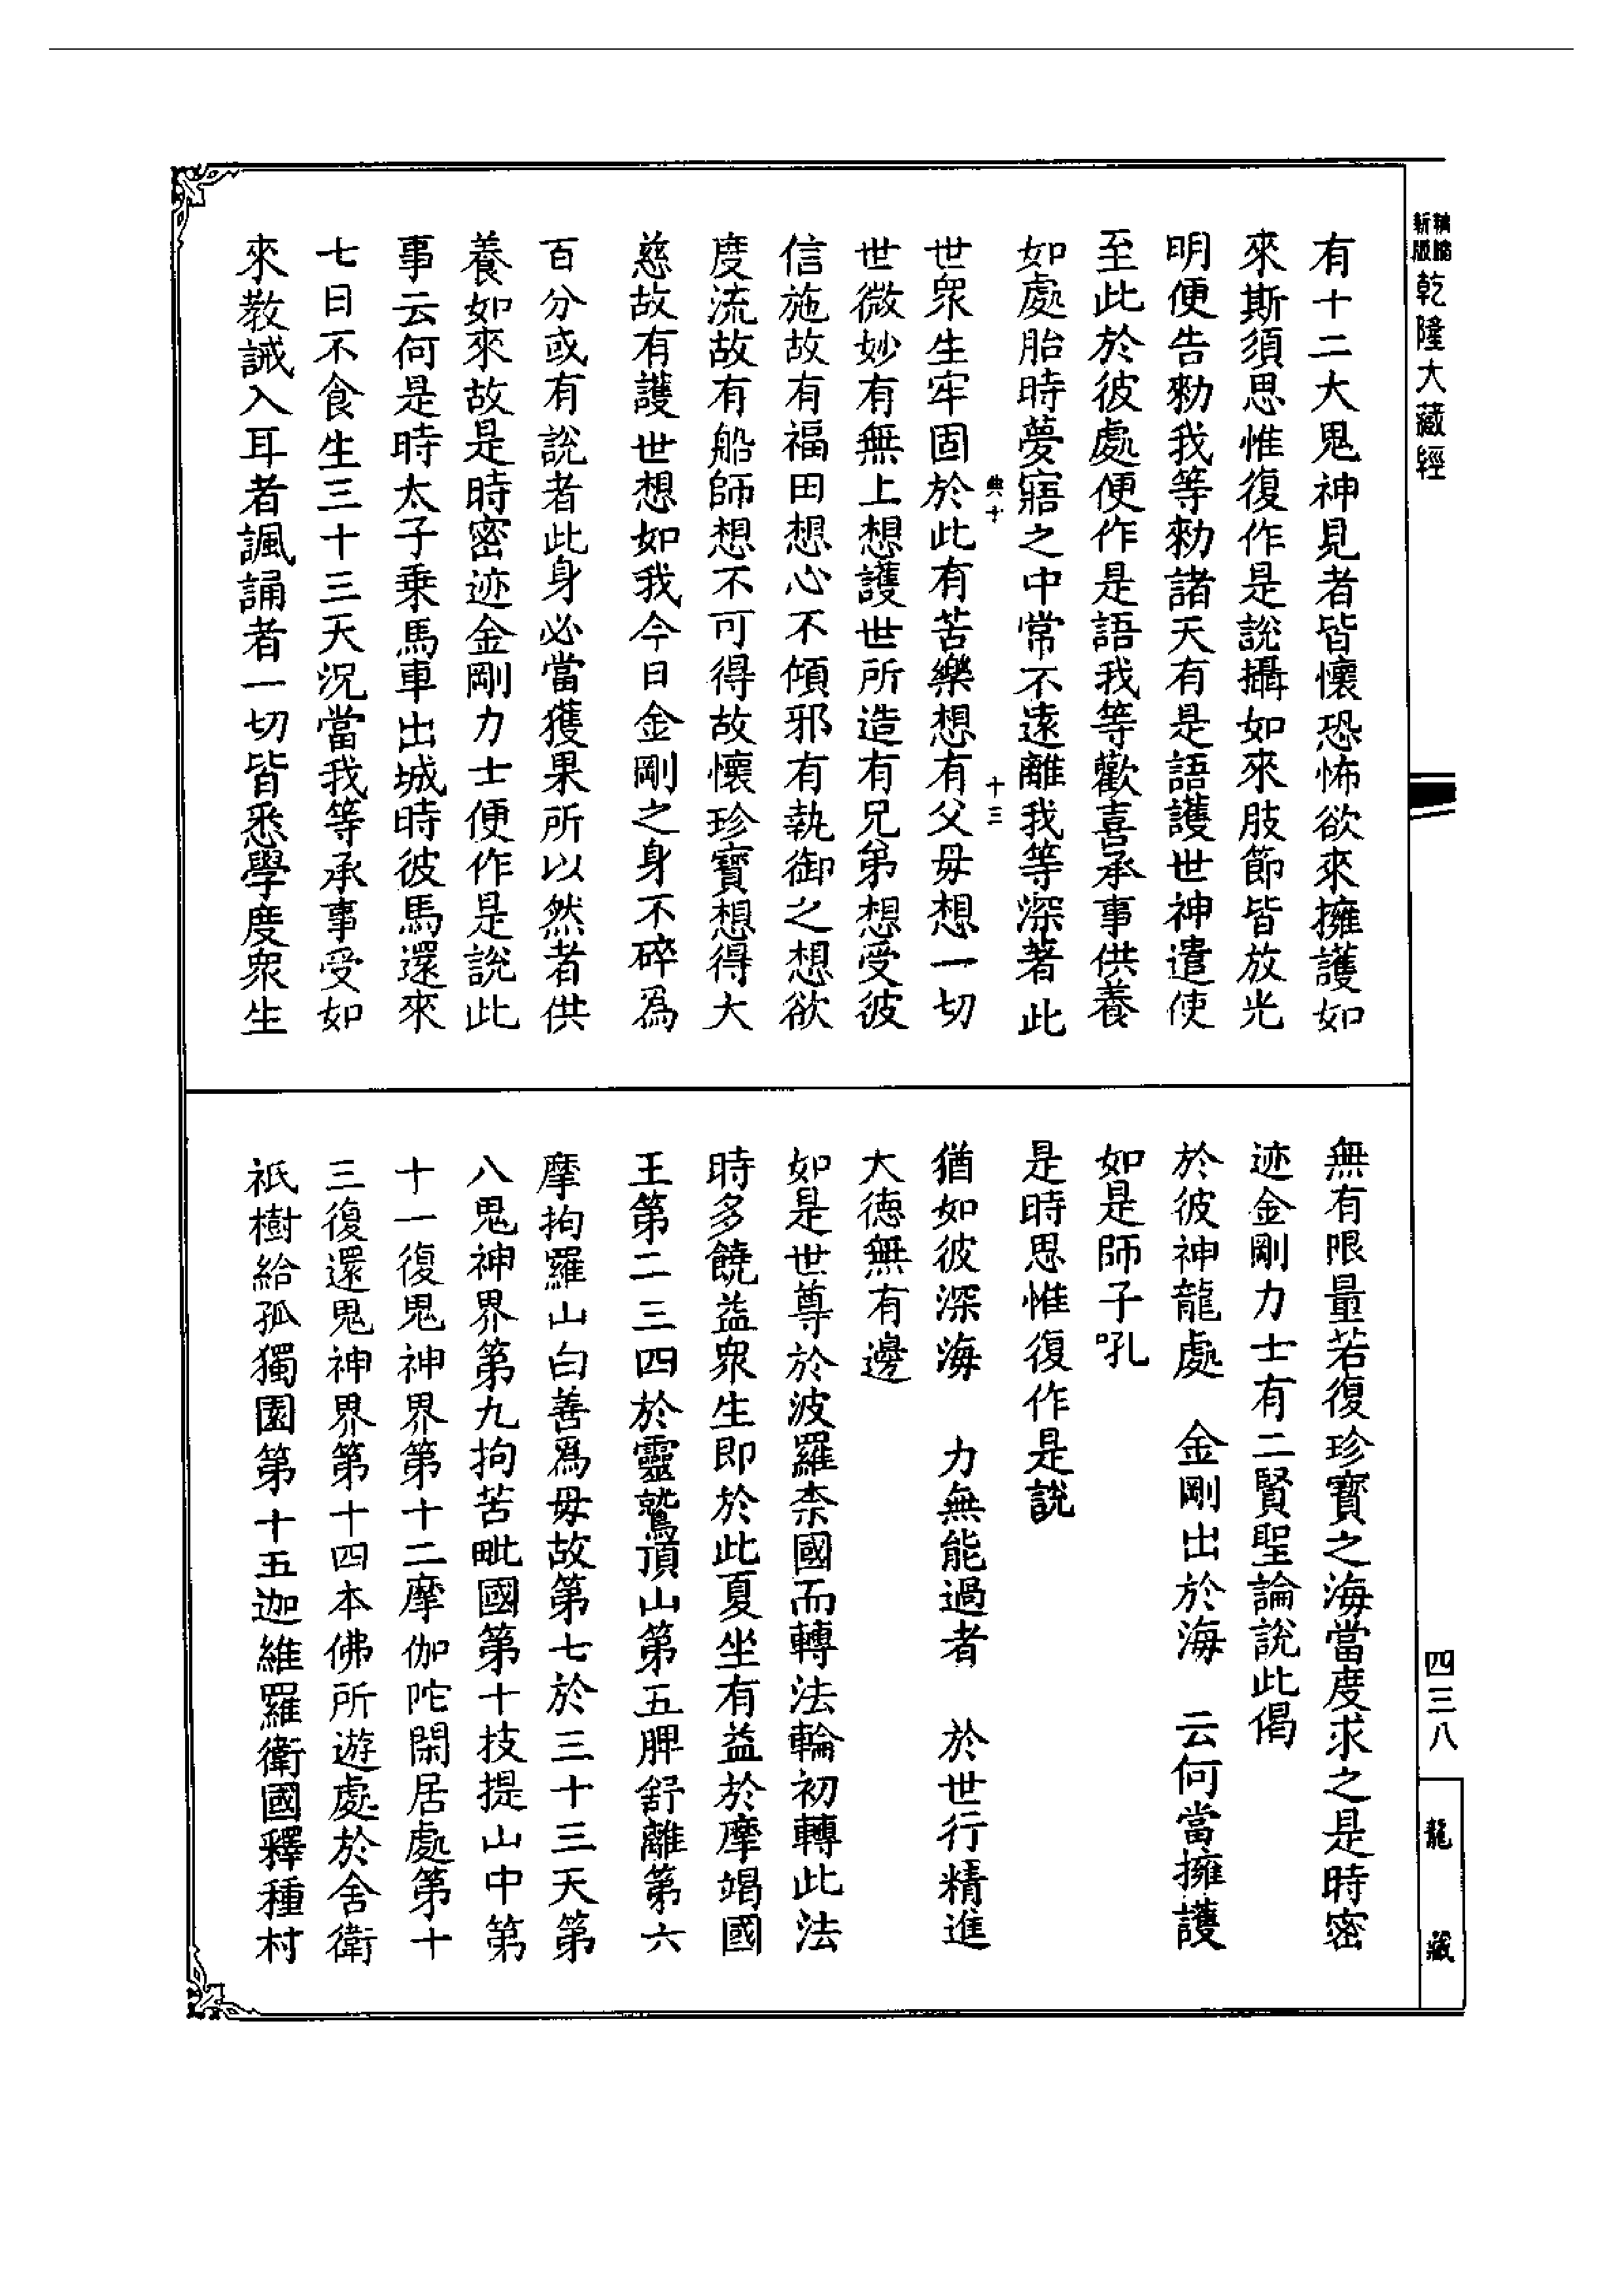 新版精縮乾隆大藏經
有十二大鬼神見者皆懷恐怖欲來擁護如
來斯須思惟復作是說攝如來肢節皆放光
明便告勑我等勑諸天有是語護世神遣使
至此於彼處便作是語我等歡喜承事供養
如處胎時夢寤之中常不遠離我等深著此
典十 十三
世眾生牢固於此有苦樂想有父母想一切
世微妙有無上想護世所造有兄弟想受彼
信施故有福田想心不傾邪有執御之想欲
度流故有船師想不可得故懷珍寶想得大
慈故有護世想如我今日金剛之身不碎為
百分或有說者此身必當獲果所以然者供
養如來故是時密迹金剛力士便作是說此
事云何是時太子乘馬車出城時彼馬還來
七日不食生三十三天況當我等承事受如
來教誡入耳者諷誦者一切皆悉學度眾生
無有限量若復珍寶之海當度求之是時密
迹金剛力士有二賢聖論說此偈
於彼神龍處　金剛出於海　云何當擁護
如是師子吼
是時思惟復作是說
猶如彼深海　力無能過者　於世行精進
大德無有邊
如是世尊於波羅柰國而轉法輪初轉此法
時多饒益眾生即於此夏坐有益於摩竭國
王第二三四於靈鷲頂山第五脾舒離第六
摩拘羅山白善為母故第七於三十三天第
八鬼神界第九拘苦毗國第十技提山中第
十一復鬼神界第十二摩伽陀閑居處第十
三復還鬼神界第十四本佛所遊處於舍衛
祇樹給孤獨園第十五迦維羅衛國釋種村
四三八
龍藏